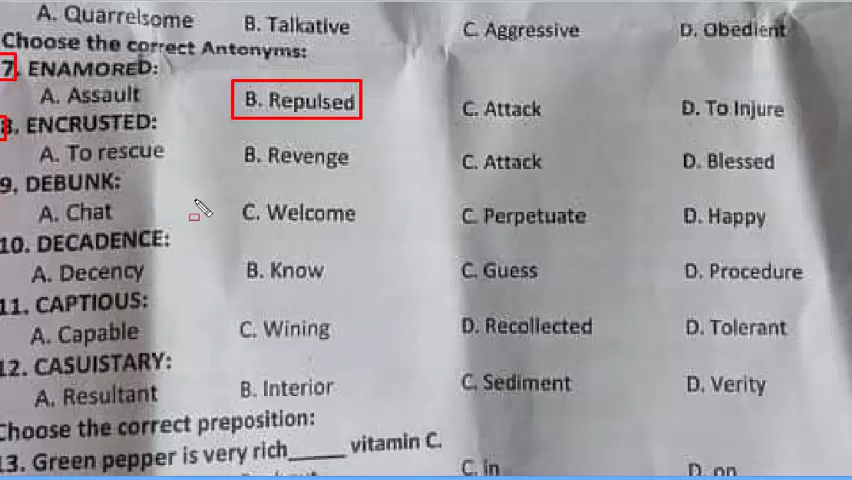 A. Quarrelsome B. Talkative C. Aggressive D. Obedient
Choose the correct Antonyms:
7. ENAMORED:
A. Assault B. Repulsed C. Attack D. To Injure
8. ENCRUSTED:
A. To rescue B. Revenge C. Attack D. Blessed
9. DEBUNK:
A. Chat C. Welcome C. Perpetuate D. Happy
10. DECADENCE:
A. Decency B. Know C. Guess D. Procedure
11. CAPTIOUS:
A. Capable C. Wining D. Recollected D. Tolerant
12. CASUISTARY:
A. Resultant B. Interior C. Sediment D. Verity
Choose the correct preposition:
13. Green pepper is very rich_____ vitamin C.
C. in D. on